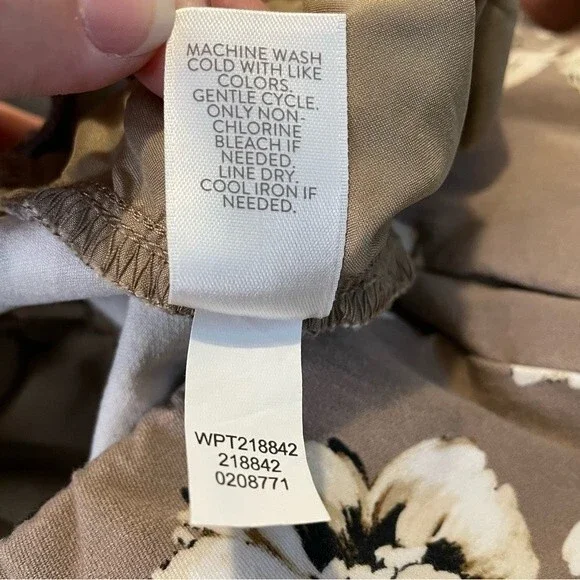 MACHINE WASH
COLD WITH LIKE
COLORS.
GENTLE CYCLE.
ONLY NON-
CHLORINE
BLEACH IF
NEEDED.
LINE DRY.
COOL IRON IF
NEEDED.
WPT218842
218842
0208771